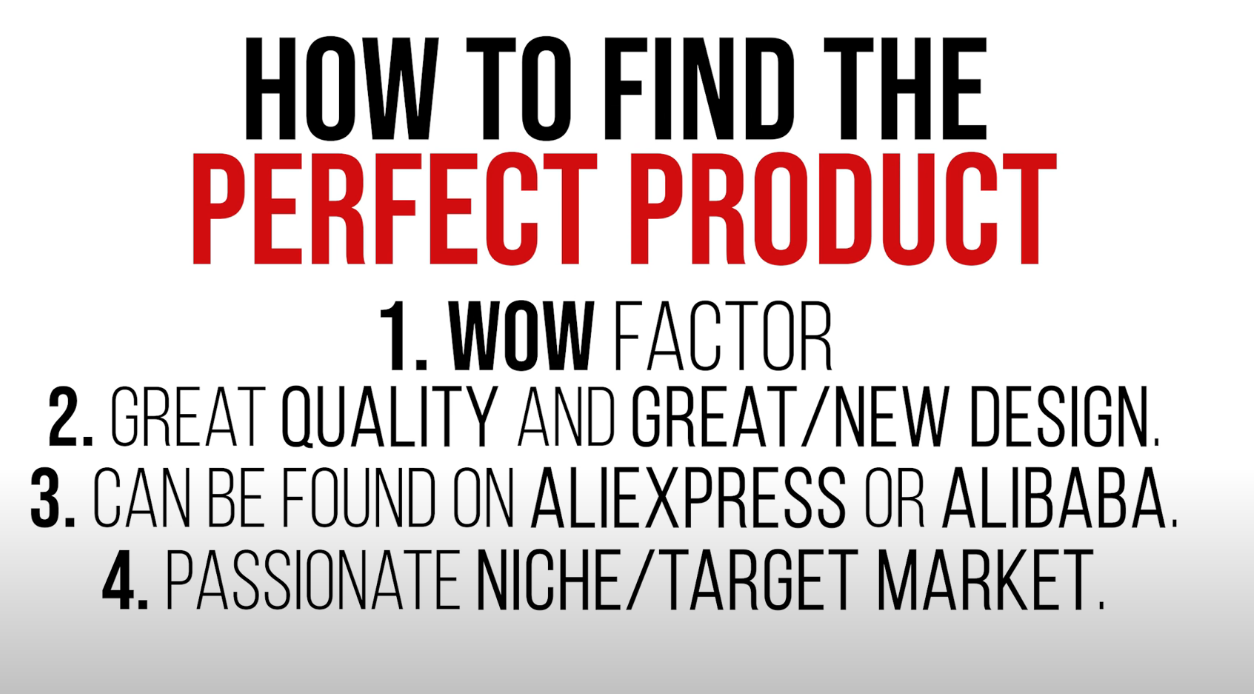 HOW TO FIND THE
PERFECT PRODUCT
1. WOW FACTOR
2. GREAT QUALITY AND GREAT/NEW DESIGN.
3. CAN BE FOUND ON ALIEXPRESS OR ALIBABA.
4. PASSIONATE NICHE/TARGET MARKET.